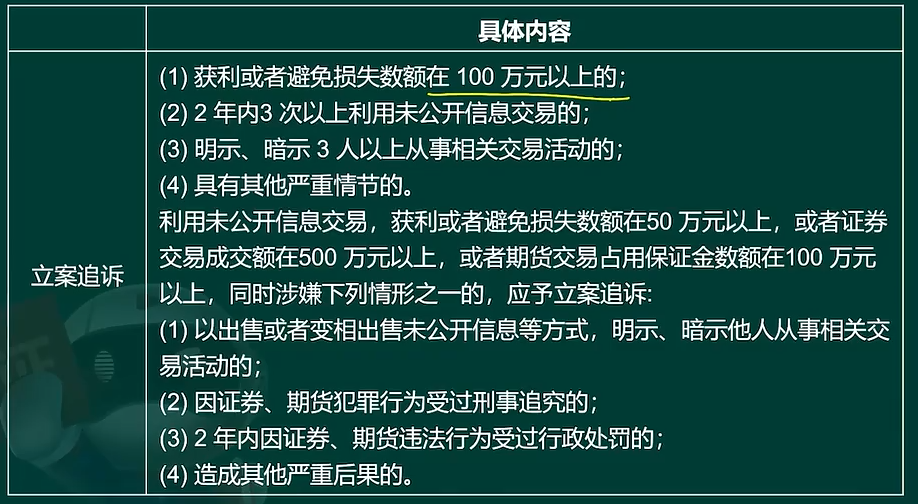 具体内容
立案追诉
(1) 获利或者避免损失数额在 100 万元以上的；
(2) 2 年内3 次以上利用未公开信息交易的；
(3) 明示、暗示 3 人以上从事相关交易活动的；
(4) 具有其他严重情节的。
利用未公开信息交易，获利或者避免损失数额在50 万元以上，或者证券
交易成交额在500 万元以上，或者期货交易占用保证金数额在100 万元
以上，同时涉嫌下列情形之一的，应予立案追诉:
(1) 以出售或者变相出售未公开信息等方式，明示、暗示他人从事相关交
易活动的；
(2) 因证券、期货犯罪行为受过刑事追究的；
(3) 2 年内因证券、期货违法行为受过行政处罚的；
(4) 造成其他严重后果的。